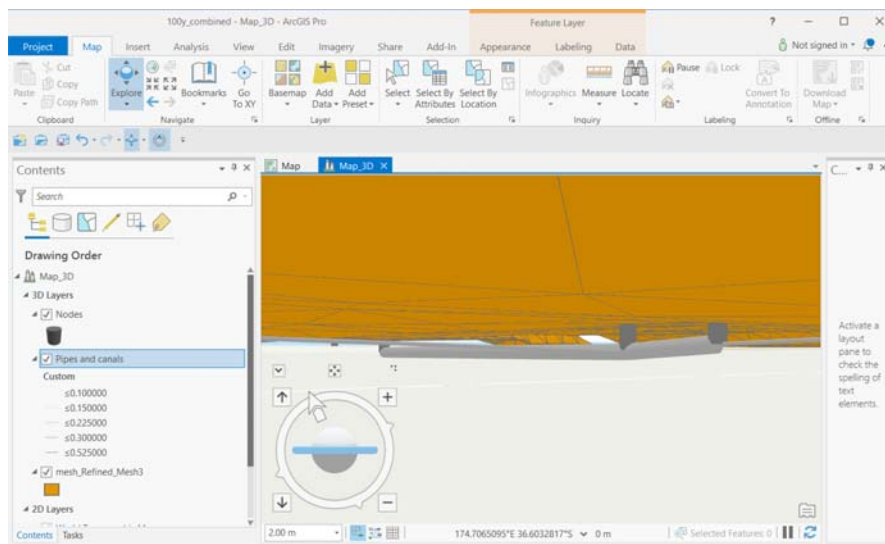 100y_combined - Map_3D - ArcGIS Pro
Feature Layer
?
Project Map Insert Analysis View Edit Imagery Share Add-In Appearance Labeling Data
Not signed in
Paste
Cut
Copy
Copy Path
Explore
Bookmarks
Go To XY
Basemap
Add Data
Add Preset
Select
Select By Attributes
Select By Location
Infographics
Measure
Locate
Pause
Lock
Convert To Annotation
Download Map
Clipboard
Navigate
Layer
Selection
Inquiry
Labeling
Offline
Contents
Map
Map_3D
C...
Search
Drawing Order
Map_3D
3D Layers
Nodes
Pipes and canals
Custom
≤0.100000
≤0.150000
≤0.225000
≤0.300000
≤0.525000
mesh_Refined_Mesh3
2D Layers
Contents Tasks
2.00 m
174.7065095°E 36.6032817°S
0 m
Selected Features: 0
Activate a
layout
pane to
check the
spelling of
text
elements.